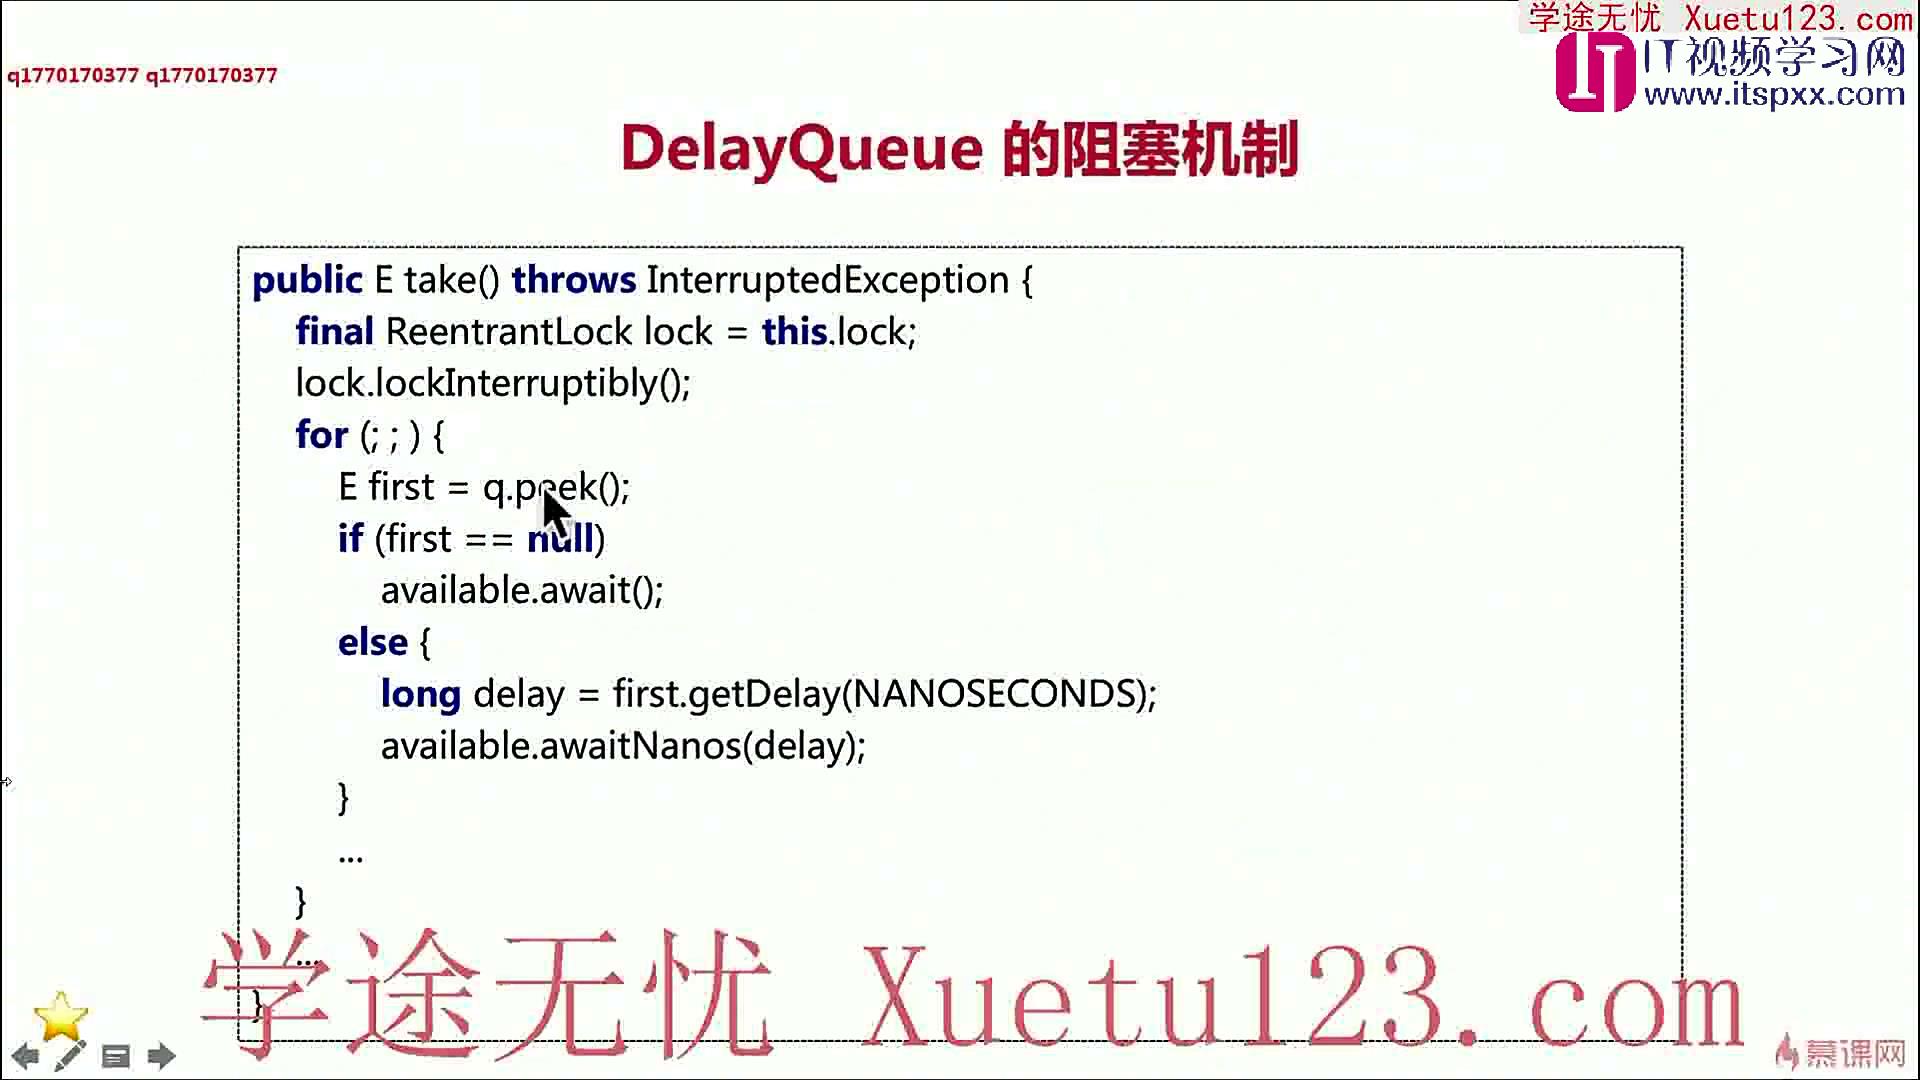 学途无忧 Xuetu123.com
IT视频学习网
www.itspxx.com
q1770170377 q1770170377
DelayQueue 的阻塞机制
public E take() throws InterruptedException {
final ReentrantLock lock = this.lock;
lock.lockInterruptibly();
for (; ; ) {
E first = q.peek();
if (first == null)
available.await();
else {
long delay = first.getDelay(NANOSECONDS);
available.awaitNanos(delay);
}
...
}
...
}
学途无忧 Xuetu123.com
慕课网